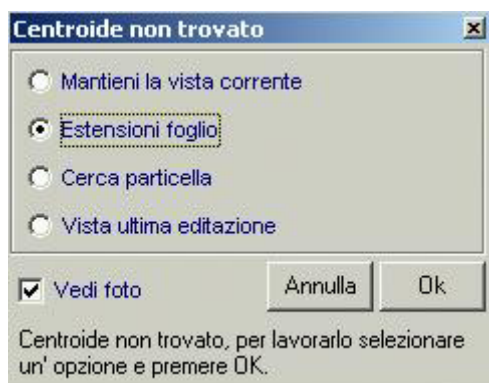 Centroide non trovato
Mantieni la vista corrente
Estensioni foglio
Cerca particella
Vista ultima editazione
Vedi foto
Annulla
Ok
Centroide non trovato, per lavorarlo selezionare
un' opzione e premere OK.